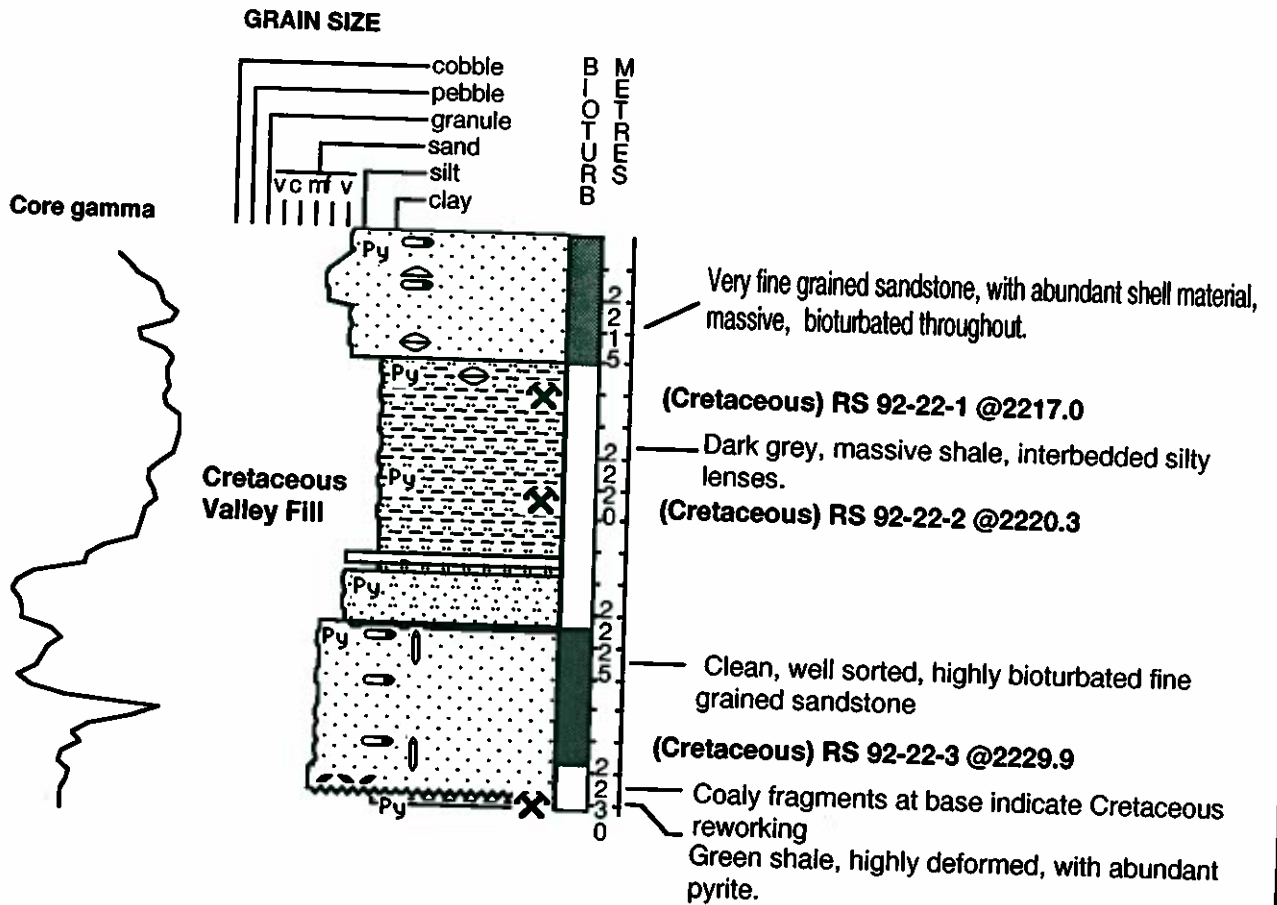 GRAIN SIZE
cobble
pebble
granule
sand
silt
clay
v c m f v
BIOTURB
METRES
Core gamma
Py
2215
Very fine grained sandstone, with abundant shell material,
massive, bioturbated throughout.
Py
(Cretaceous) RS 92-22-1 @2217.0
Dark grey, massive shale, interbedded silty
lenses.
Cretaceous
Valley Fill
Py
2220
(Cretaceous) RS 92-22-2 @2220.3
Py
Py
2225
Clean, well sorted, highly bioturbated fine
grained sandstone
(Cretaceous) RS 92-22-3 @2229.9
Py
2230
Coaly fragments at base indicate Cretaceous
reworking
Green shale, highly deformed, with abundant
pyrite.